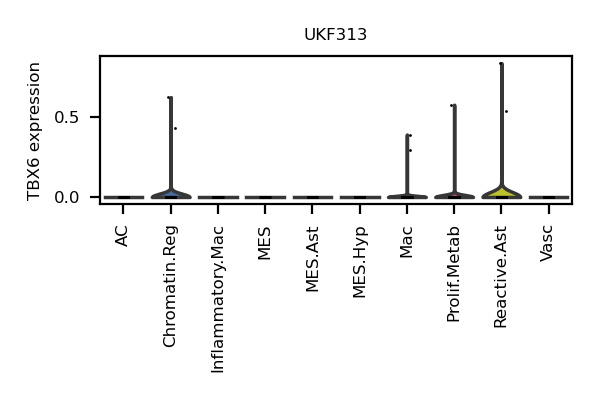 UKF313
TBX6 expression
0.5
0.0
AC
Chromatin.Reg
Inflammatory.Mac
MES
MES.Ast
MES.Hyp
Mac
Prolif.Metab
Reactive.Ast
Vasc